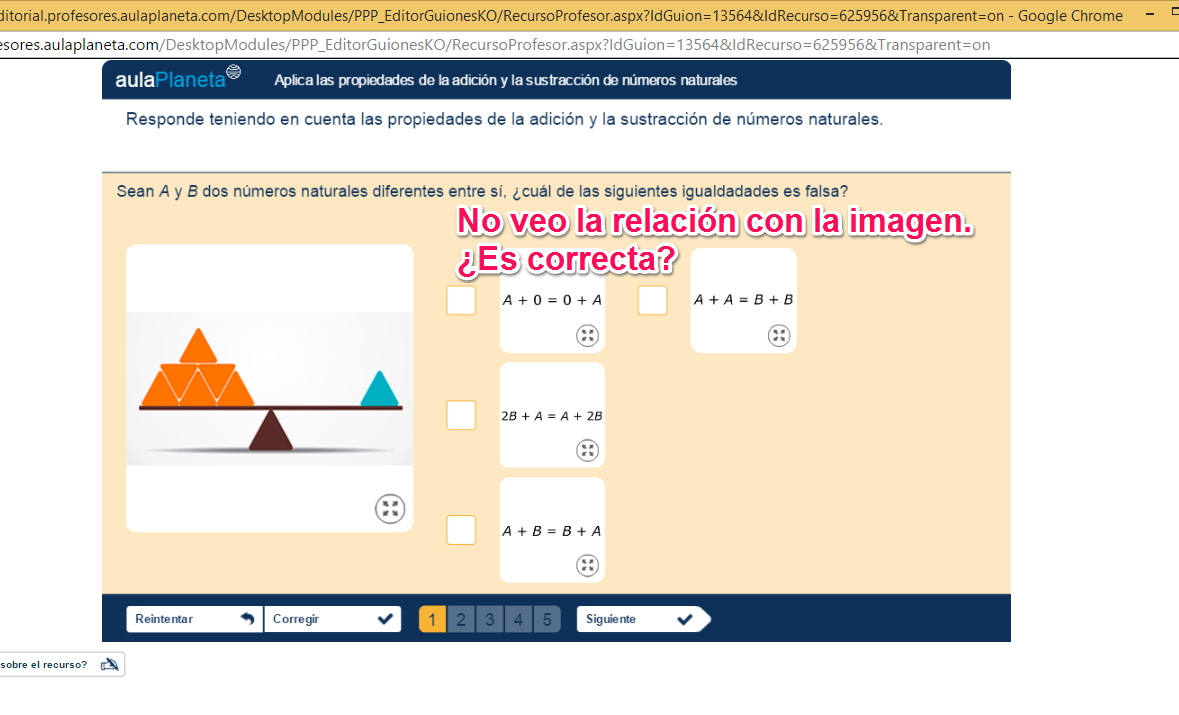 ditorial.profesores.aulaplaneta.com/DesktopModules/PPP_EditorGuionesKO/RecursoProfesor.aspx?IdGuion=13564&IdRecurso=625956&Transparent=on - Google Chrome
esores.aulaplaneta.com/DesktopModules/PPP_EditorGuionesKO/RecursoProfesor.aspx?IdGuion=13564&IdRecurso=625956&Transparent=on
aulaPlaneta Aplica las propiedades de la adición y la sustracción de números naturales
Responde teniendo en cuenta las propiedades de la adición y la sustracción de números naturales.
Sean A y B dos números naturales diferentes entre sí, ¿cuál de las siguientes igualdadades es falsa?
No veo la relación con la imagen.
¿Es correcta?
A + 0 = 0 + A
A + A = B + B
2B + A = A + 2B
A + B = B + A
Reintentar Corregir 1 2 3 4 5 Siguiente
sobre el recurso?